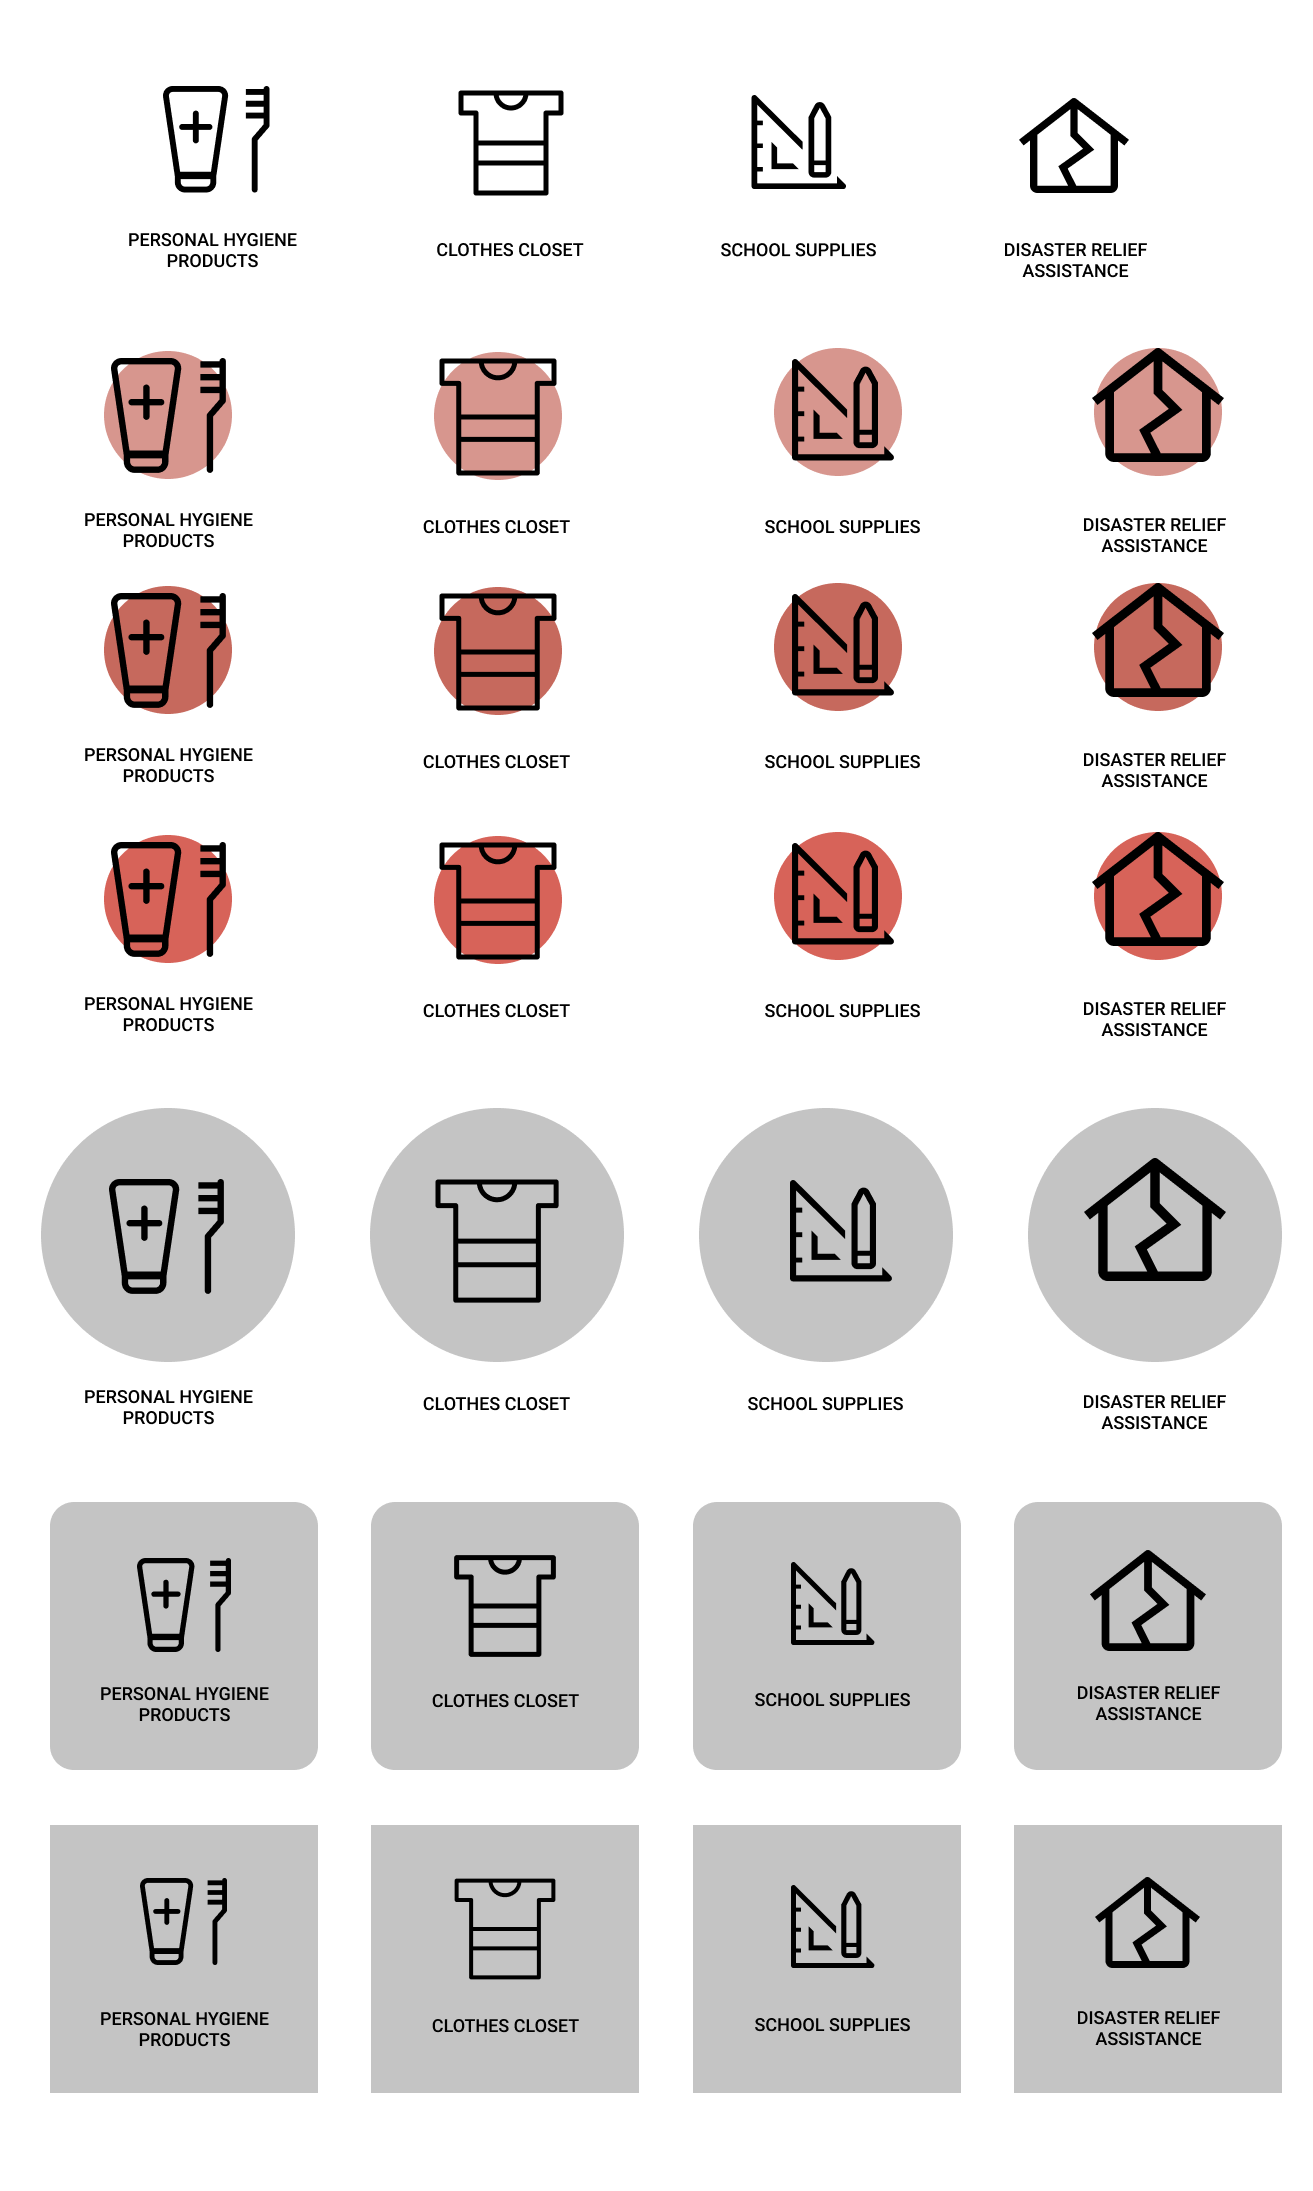 PERSONAL HYGIENE
PRODUCTS
CLOTHES CLOSET
SCHOOL SUPPLIES
DISASTER RELIEF
ASSISTANCE
PERSONAL HYGIENE
PRODUCTS
CLOTHES CLOSET
SCHOOL SUPPLIES
DISASTER RELIEF
ASSISTANCE
PERSONAL HYGIENE
PRODUCTS
CLOTHES CLOSET
SCHOOL SUPPLIES
DISASTER RELIEF
ASSISTANCE
PERSONAL HYGIENE
PRODUCTS
CLOTHES CLOSET
SCHOOL SUPPLIES
DISASTER RELIEF
ASSISTANCE
PERSONAL HYGIENE
PRODUCTS
CLOTHES CLOSET
SCHOOL SUPPLIES
DISASTER RELIEF
ASSISTANCE
PERSONAL HYGIENE
PRODUCTS
CLOTHES CLOSET
SCHOOL SUPPLIES
DISASTER RELIEF
ASSISTANCE
PERSONAL HYGIENE
PRODUCTS
CLOTHES CLOSET
SCHOOL SUPPLIES
DISASTER RELIEF
ASSISTANCE